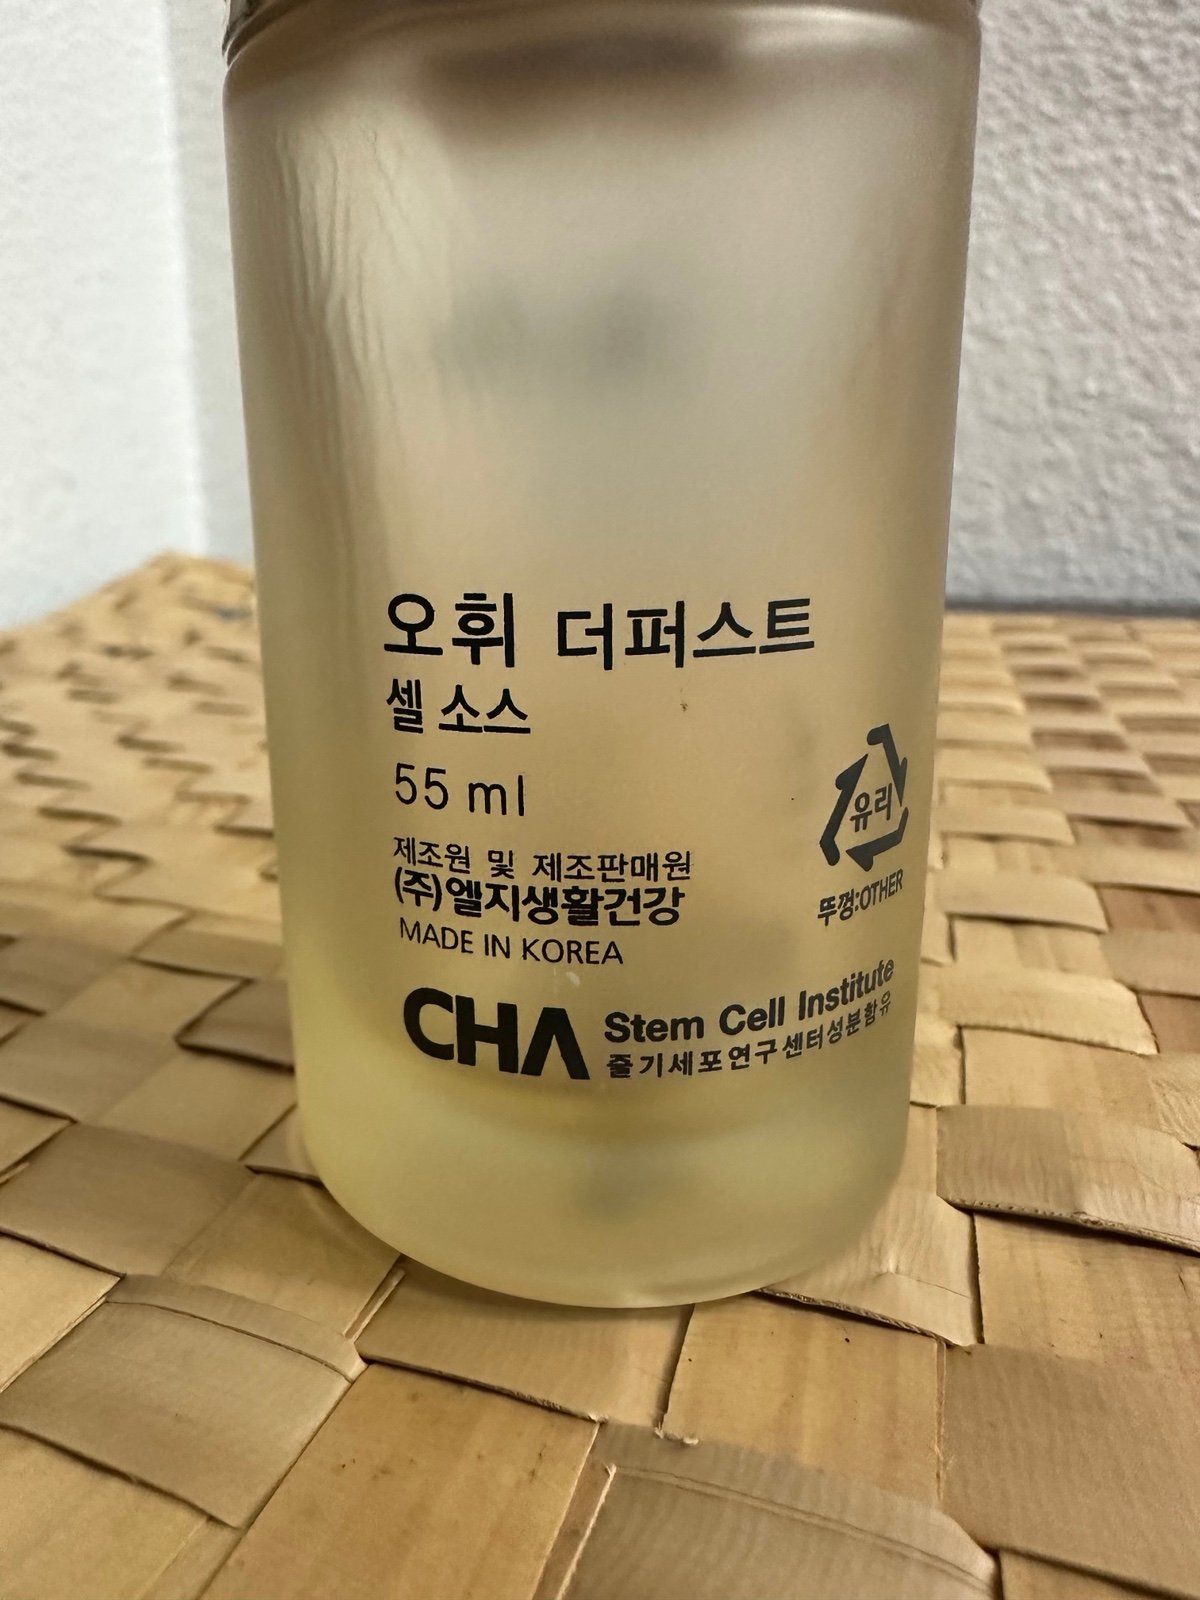 오휘 더퍼스트
셀 소스
55 ml
제조원 및 제조판매원
(주)엘지생활건강
MADE IN KOREA
유리
뚜껑:OTHER
CHA Stem Cell Institute
줄기세포연구센터성분함유